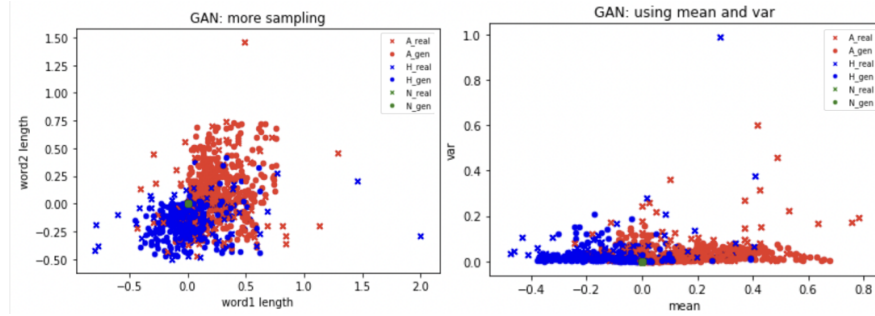 GAN: more sampling
1.50
1.25
1.00
0.75
0.50
0.25
0.00
−0.25
−0.50
word2 length
A_real
A_gen
H_real
H_gen
N_real
N_gen
−0.5
0.0
0.5
1.0
1.5
2.0
word1 length
GAN: using mean and var
1.0
0.8
0.6
0.4
0.2
0.0
var
A_real
A_gen
H_real
H_gen
N_real
N_gen
−0.4
−0.2
0.0
0.2
0.4
0.6
0.8
mean